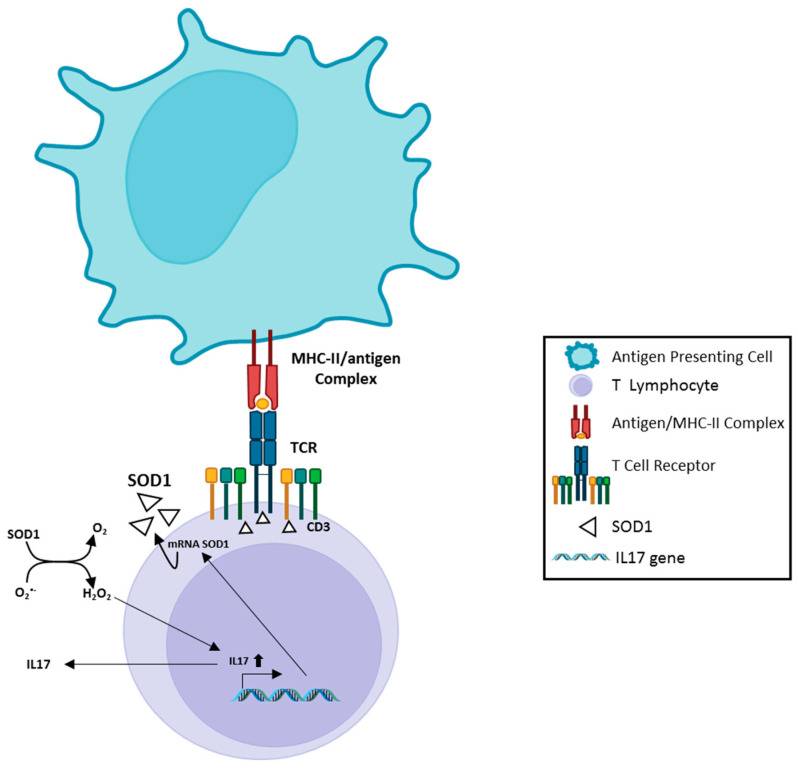 MHC-II/antigen
Complex
TCR
SOD1
CD3
SOD1
O₂
mRNA SOD1
O₂•-
H₂O₂
IL17
IL17
Antigen Presenting Cell
T Lymphocyte
Antigen/MHC-II Complex
T Cell Receptor
SOD1
IL17 gene